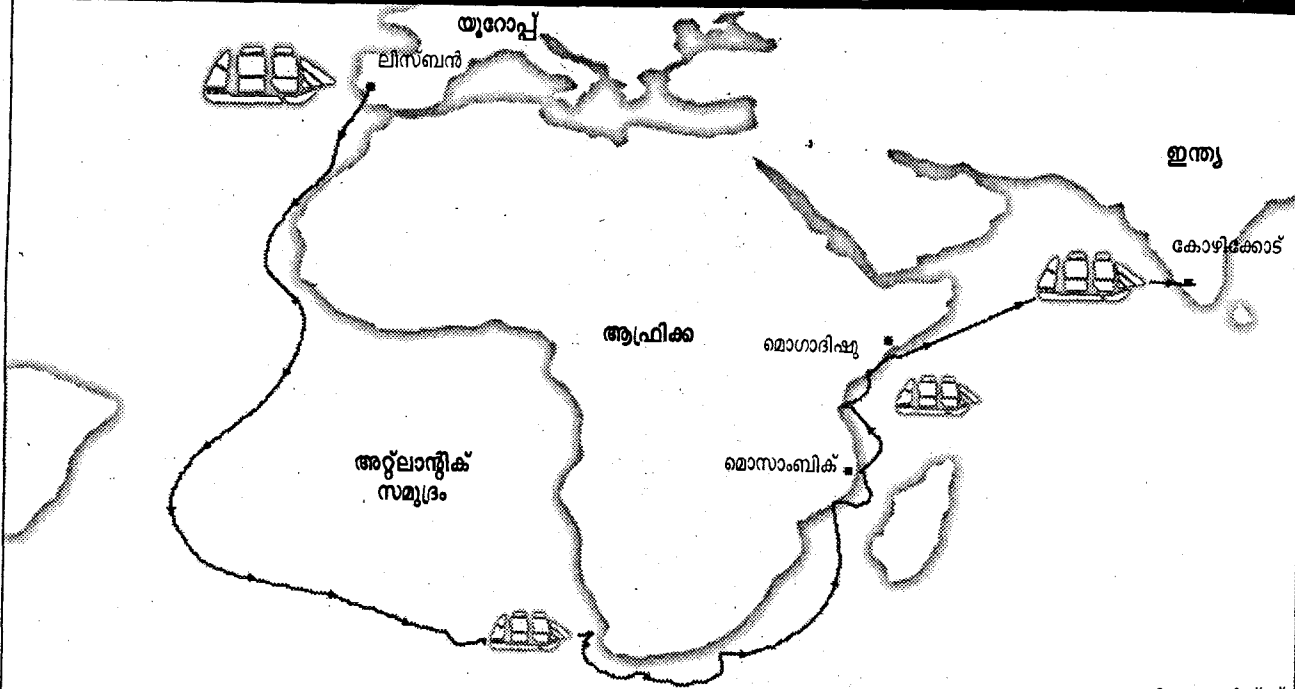 യൂറോപ്പ്
ലിസ്ബൻ
ഇന്ത്യ
കോഴിക്കോട്
ആഫ്രിക്ക
മൊഗാദിഷു
അറ്റ്ലാന്റിക്
സമുദ്രം
മൊസാംബിക്